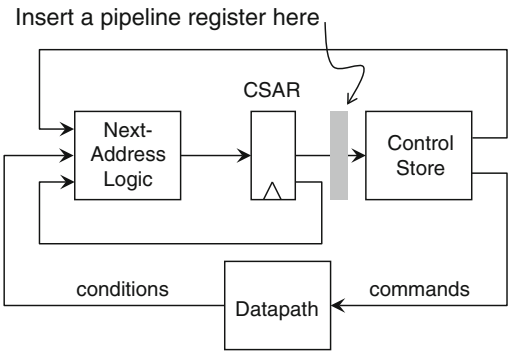 Insert a pipeline register here
CSAR
Next-
Address
Logic
Control
Store
conditions
Datapath
commands